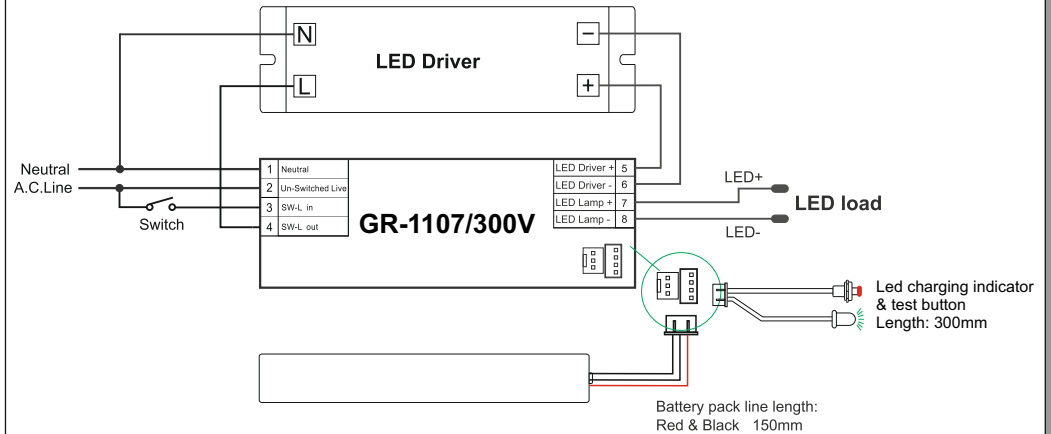 N
−
LED Driver
L
+
Neutral
A.C.Line
Switch
1 Neutral
2 Un-Switched Live
3 SW-L in
4 SW-L out
GR-1107/300V
LED Driver + 5
LED Driver - 6
LED Lamp + 7
LED Lamp - 8
LED+
LED load
LED-
Led charging indicator
& test button
Length: 300mm
Battery pack line length:
Red & Black 150mm